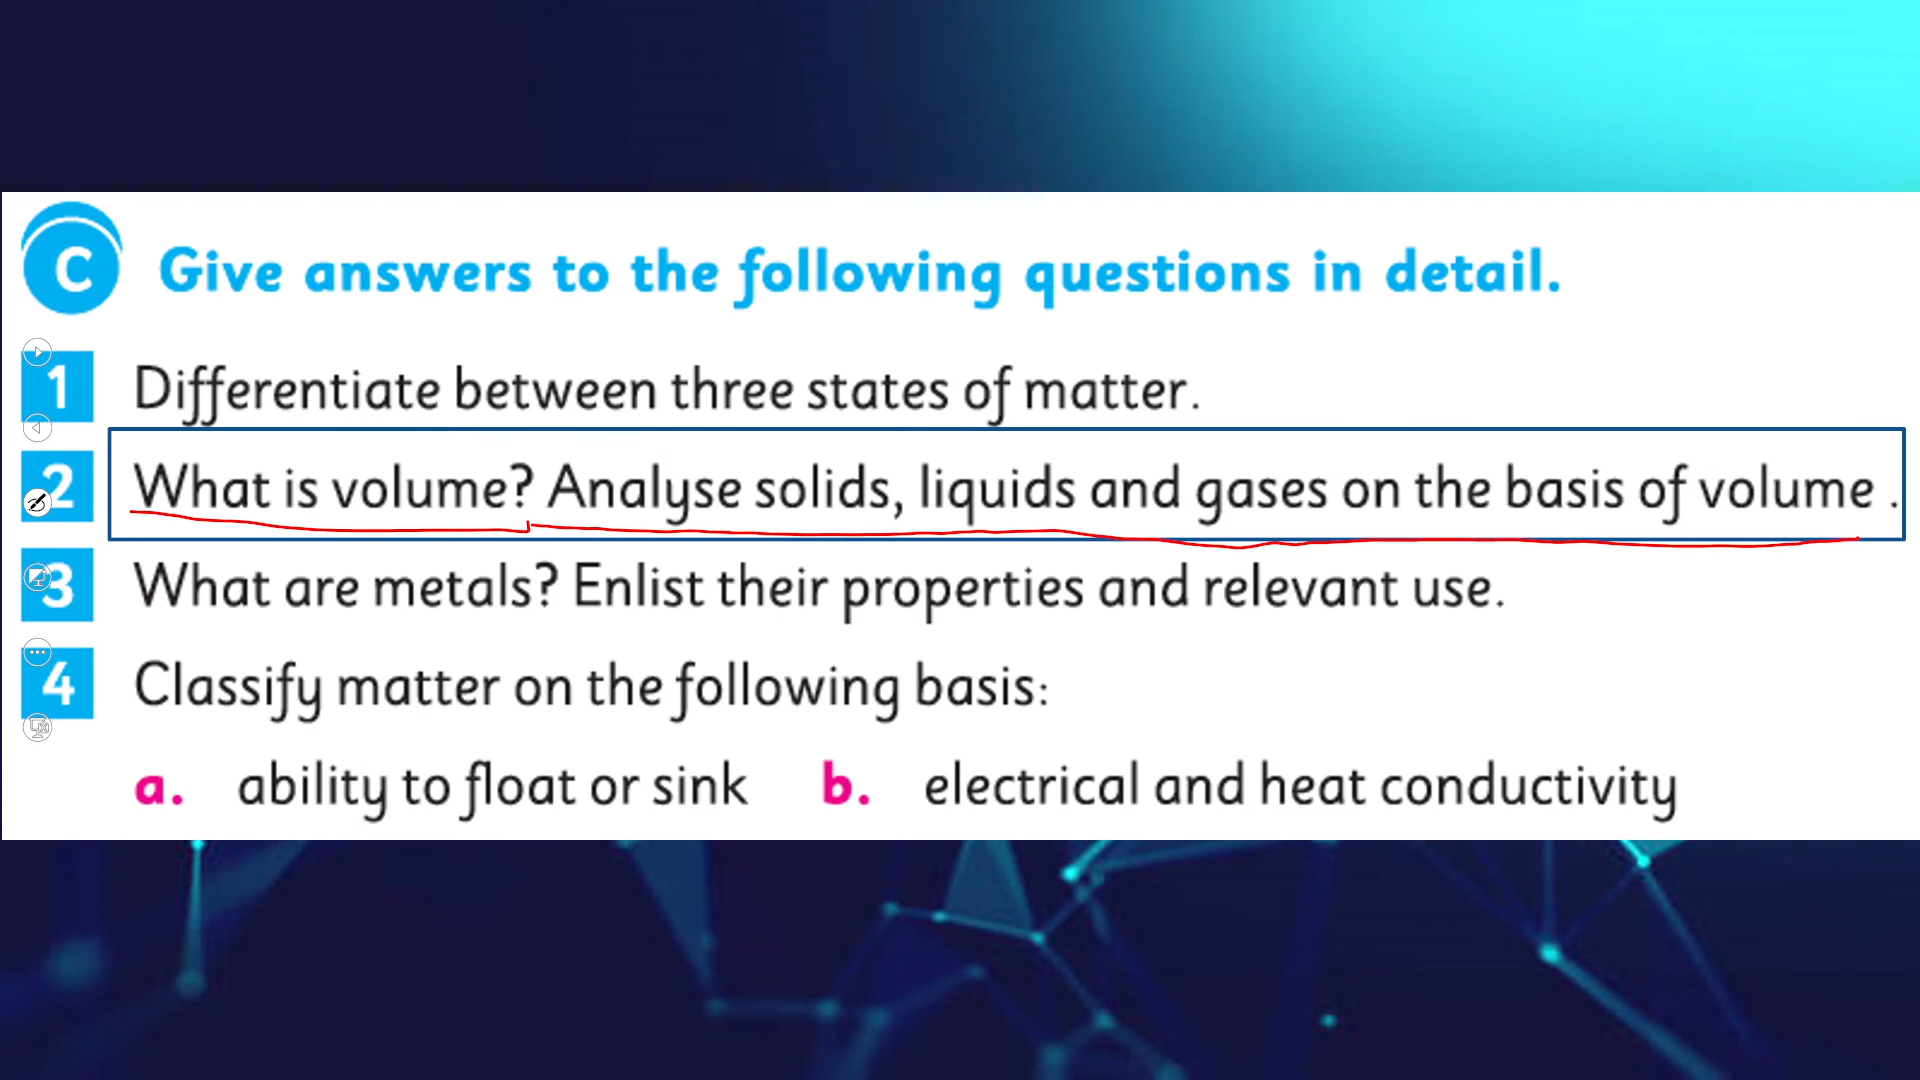 C Give answers to the following questions in detail.
1 Differentiate between three states of matter.
2 What is volume? Analyse solids, liquids and gases on the basis of volume .
3 What are metals? Enlist their properties and relevant use.
4 Classify matter on the following basis:
a. ability to float or sink b. electrical and heat conductivity